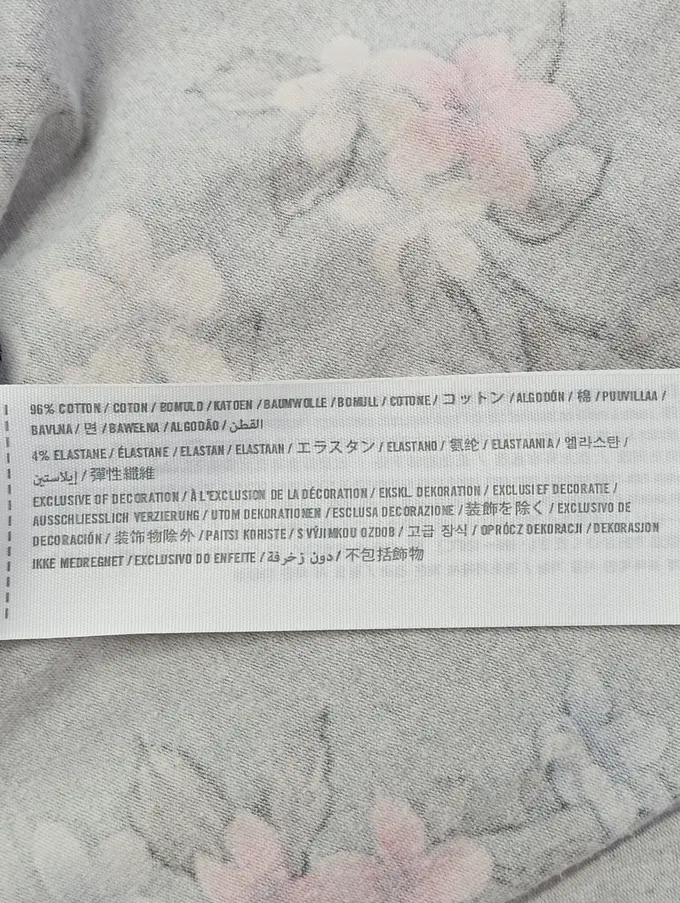 96% COTTON / COTON / BOMULD / KATOEN / BAUMWOLLE / BOMULL / COTONE / コットン / ALGODÓN / 棉 / PUUVILLAA /
BAVLNA / 면 / BAWEŁNA / ALGODÃO / القطن
4% ELASTANE / ÉLASTANE / ELASTAN / ELASTAAN / エラスタン / ELASTANO / 氨纶 / ELASTAANIA / 엘라스탄 /
إيلاستين / 彈性纖維
EXCLUSIVE OF DECORATION / À L'EXCLUSION DE LA DÉCORATION / EKSKL. DEKORATION / EXCLUSIEF DECORATIE /
AUSSCHLIESSLICH VERZIERUNG / UTOM DEKORATIONEN / ESCLUSA DECORAZIONE / 装飾を除く / EXCLUSIVO DE
DECORACIÓN / 装饰物除外 / PAITSI KORISTE / S VÝJIMKOU OZDOB / 고급 장식 / OPRÓCZ DEKORACJI / DEKORASJON
IKKE MEDREGNET / EXCLUSIVO DO ENFEITE / دون زخرفة / 不包括飾物